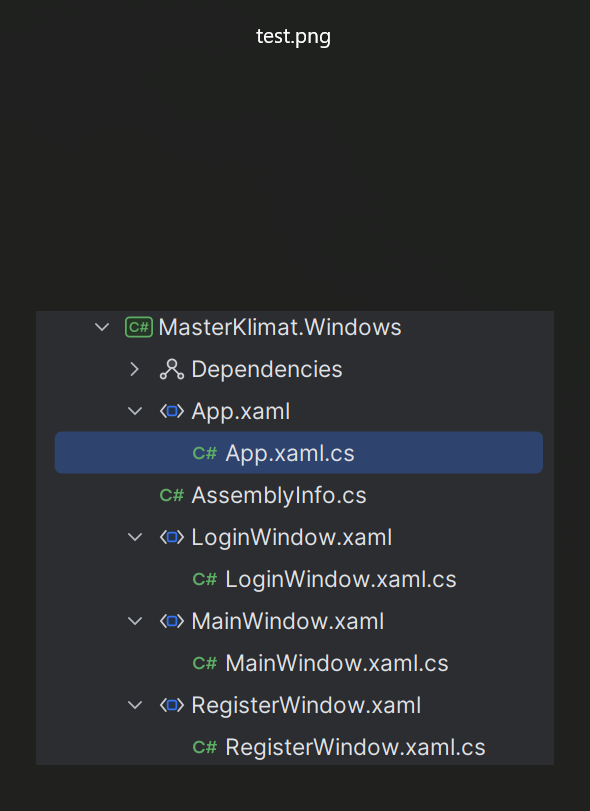 test.png
C# MasterKlimat.Windows
Dependencies
App.xaml
C# App.xaml.cs
C# AssemblyInfo.cs
LoginWindow.xaml
C# LoginWindow.xaml.cs
MainWindow.xaml
C# MainWindow.xaml.cs
RegisterWindow.xaml
C# RegisterWindow.xaml.cs